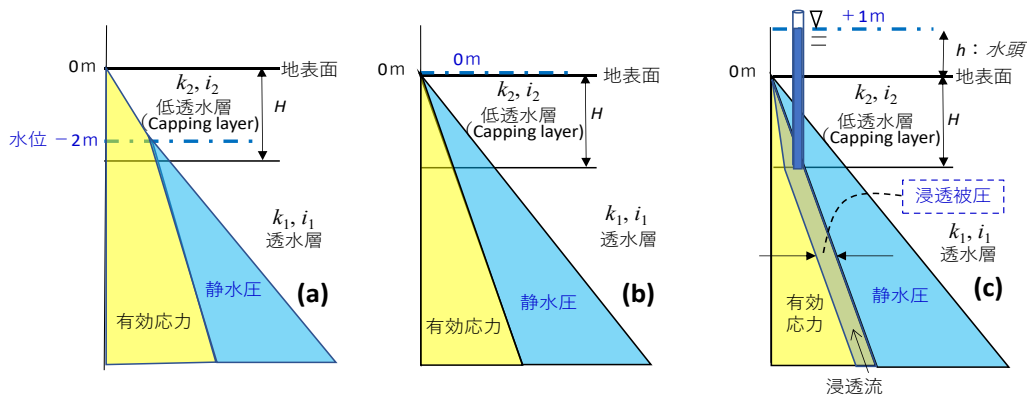 0m
地表面
k2, i2
低透水層
(Capping layer)
H
水位 −2m
k1, i1
透水層
静水圧
(a)
有効応力
0m
0m
地表面
k2, i2
低透水層
(Capping layer)
H
k1, i1
透水層
静水圧
(b)
有効応力
+1m
h：水頭
0m
地表面
k2, i2
低透水層
(Capping layer)
H
浸透被圧
k1, i1
透水層
静水圧
(c)
有効
応力
浸透流